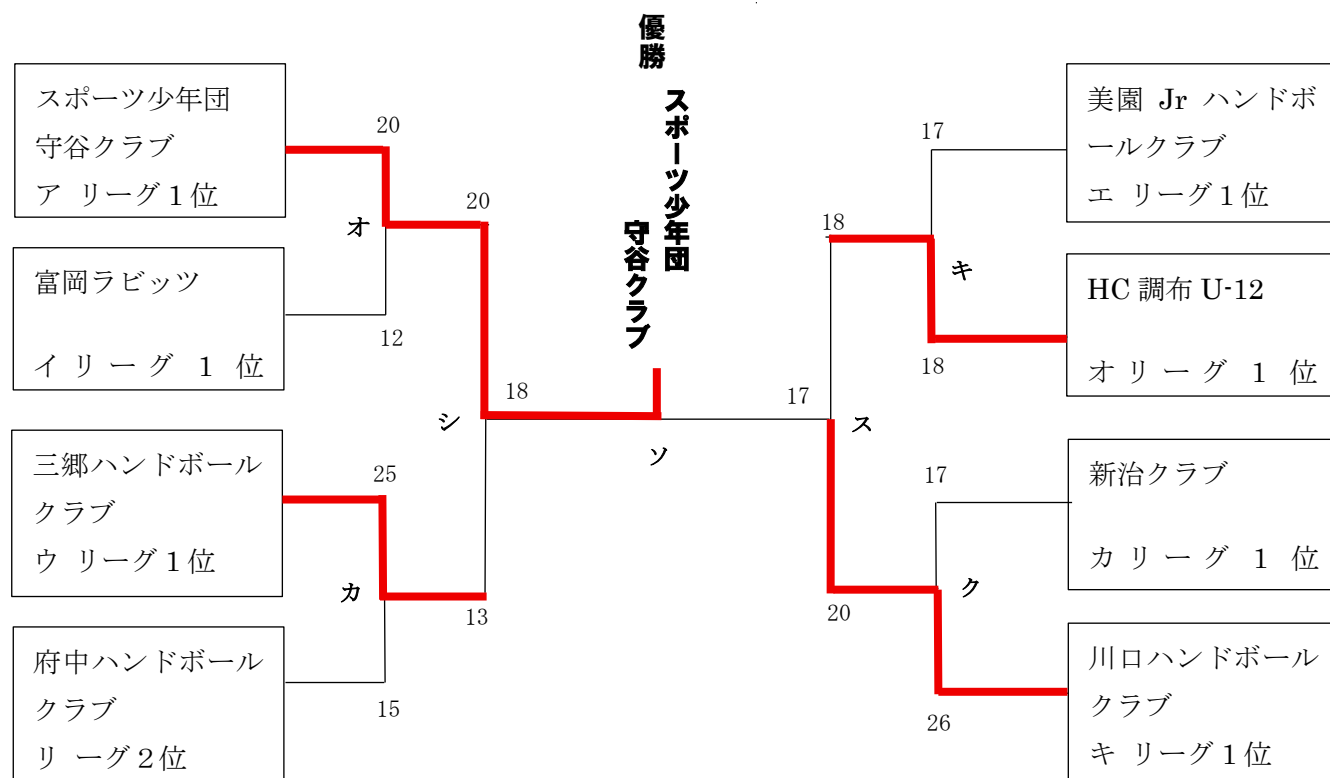 優勝
スポーツ少年団
守谷クラブ
スポーツ少年団
守谷クラブ
ア リーグ1位
富岡ラビッツ
イ リ ー グ 1 位
三郷ハンドボール
クラブ
ウ リーグ1位
府中ハンドボール
クラブ
リ ーグ2位
20
オ
12
20
シ
25
カ
15
13
18
ソ
17
18
ス
20
17
キ
18
17
ク
26
美園 Jr ハンドボ
ールクラブ
エ リーグ1位
HC 調布 U-12
オ リ ー グ 1 位
新治クラブ
カ リ ー グ 1 位
川口ハンドボール
クラブ
キ リーグ1位